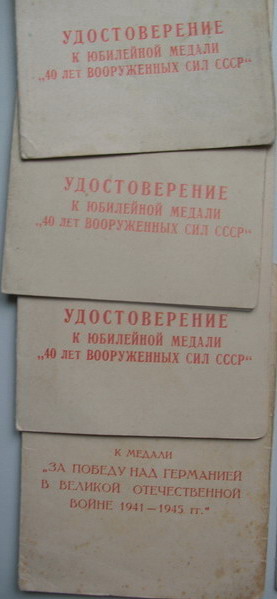 УДОСТОВЕРЕНИЕ
К ЮБИЛЕЙНОЙ МЕДАЛИ
„40 ЛЕТ ВООРУЖЕННЫХ СИЛ СССР“
УДОСТОВЕРЕНИЕ
К ЮБИЛЕЙНОЙ МЕДАЛИ
„40 ЛЕТ ВООРУЖЕННЫХ СИЛ СССР“
УДОСТОВЕРЕНИЕ
К ЮБИЛЕЙНОЙ МЕДАЛИ
„40 ЛЕТ ВООРУЖЕННЫХ СИЛ СССР“
К МЕДАЛИ
„ЗА ПОБЕДУ НАД ГЕРМАНИЕЙ
В ВЕЛИКОЙ ОТЕЧЕСТВЕННОЙ
ВОЙНЕ 1941—1945 гг.“